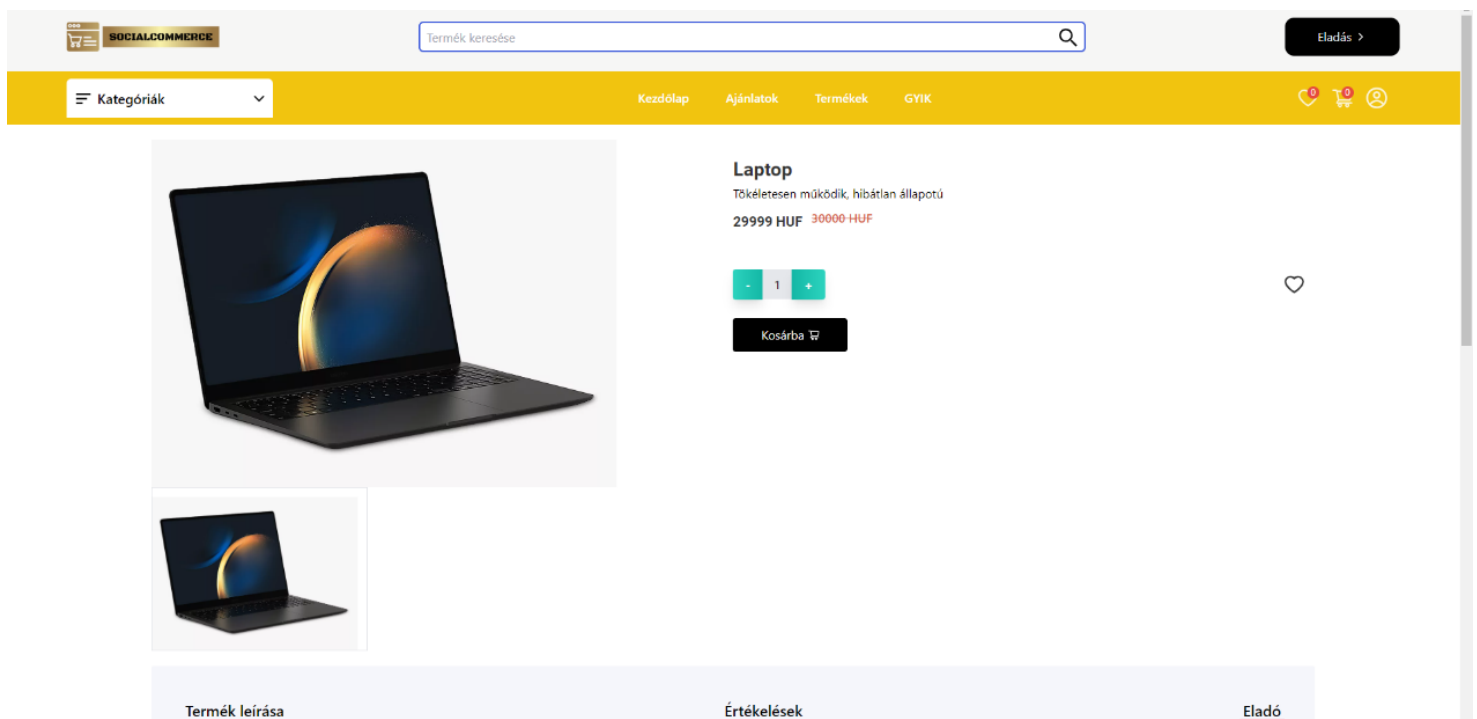 SOCIALCOMMERCE
Termék keresése
Eladás >
Kategóriák
Kezdőlap Ajánlatok Termékek GYIK
0 0
Laptop
Tökéletesen működik, hibátlan állapotú
29999 HUF 30000 HUF
- 1 +
Kosárba
Termék leírása Értékelések Eladó